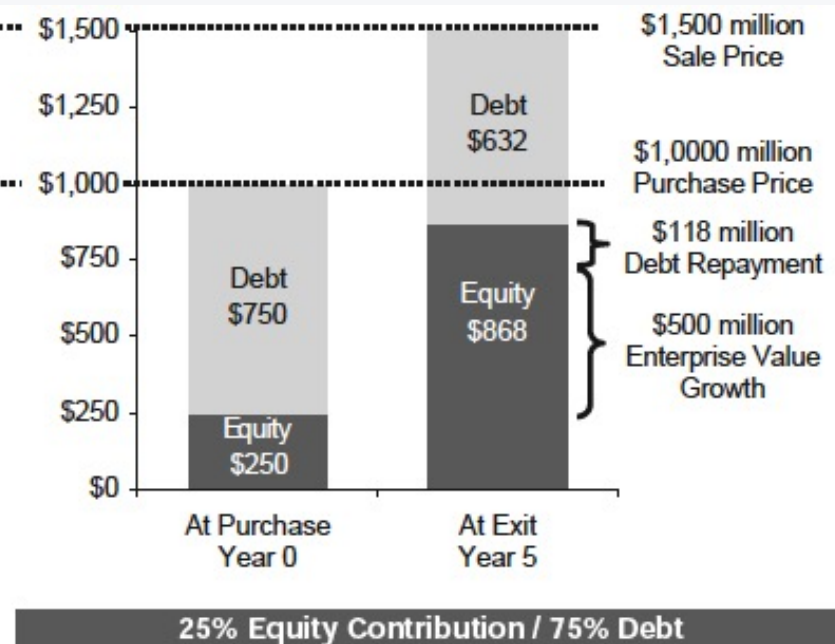 $1,500
$1,250
$1,000
$750
$500
$250
$0
Debt
$750
Equity
$250
Debt
$632
Equity
$868
$1,500 million
Sale Price
$1,0000 million
Purchase Price
$118 million
Debt Repayment
$500 million
Enterprise Value
Growth
At Purchase
Year 0
At Exit
Year 5
25% Equity Contribution / 75% Debt